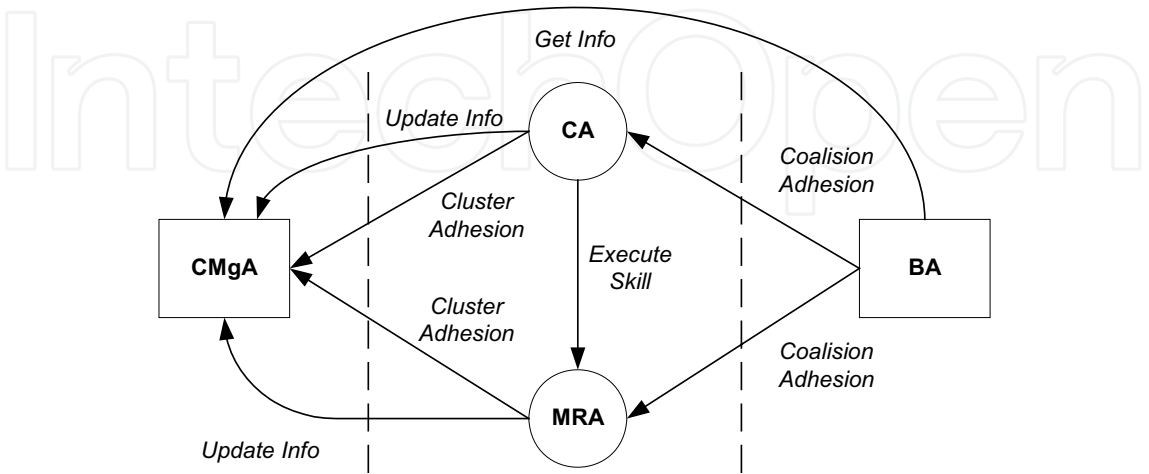 IntechOpen
Get Info
Update Info
CA
Coalision
Adhesion
Cluster
Adhesion
CMgA
Execute
Skill
BA
Cluster
Adhesion
Coalision
Adhesion
MRA
Update Info